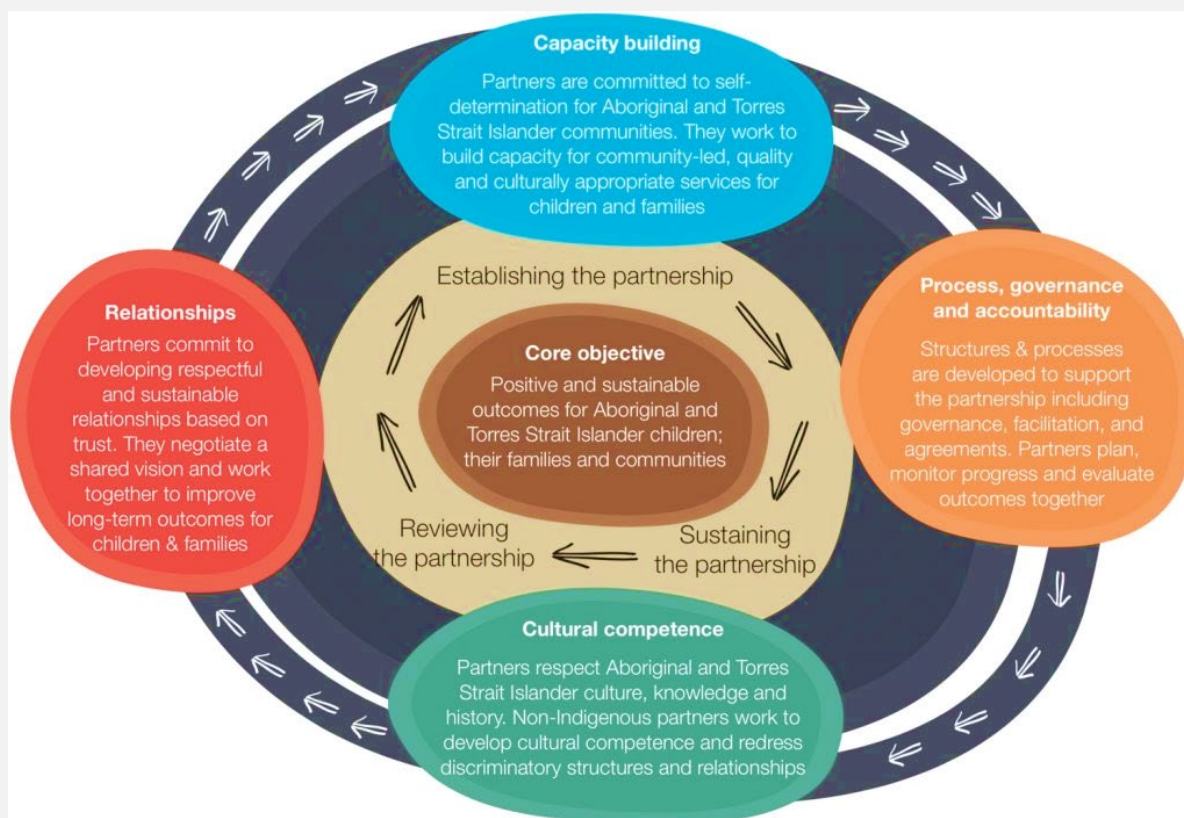 Capacity building
Partners are committed to self-
determination for Aboriginal and Torres
Strait Islander communities. They work to
build capacity for community-led, quality
and culturally appropriate services for
children and families
Relationships
Partners commit to
developing respectful
and sustainable
relationships based on
trust. They negotiate a
shared vision and work
together to improve
long-term outcomes for
children & families
Establishing the partnership
Core objective
Positive and sustainable
outcomes for Aboriginal and
Torres Strait Islander children;
their families and communities
Process, governance
and accountability
Structures & processes
are developed to support
the partnership including
governance, facilitation, and
agreements. Partners plan,
monitor progress and evaluate
outcomes together
Reviewing
the partnership
Sustaining
the partnership
Cultural competence
Partners respect Aboriginal and Torres
Strait Islander culture, knowledge and
history. Non-Indigenous partners work to
develop cultural competence and redress
discriminatory structures and relationships